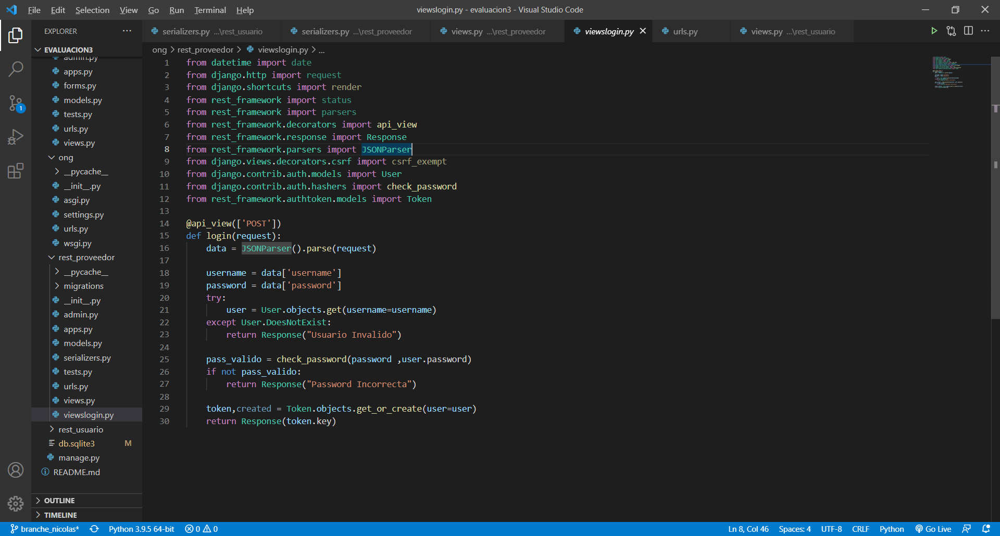 File Edit Selection View Go Run Terminal Help
viewslogin.py - evaluacion3 - Visual Studio Code
EXPLORER
serializers.py ...\rest_usuario
serializers.py ...\rest_proveedor
views.py ...\rest_proveedor
viewslogin.py
urls.py
views.py ...\rest_usuario
EVALUACION3
admin.py
apps.py
forms.py
models.py
tests.py
urls.py
views.py
ong
__pycache__
__init__.py
asgi.py
settings.py
urls.py
wsgi.py
rest_proveedor
__pycache__
migrations
__init__.py
admin.py
apps.py
models.py
serializers.py
tests.py
urls.py
views.py
viewslogin.py
rest_usuario
db.sqlite3 M
manage.py
README.md
OUTLINE
TIMELINE
1
ong > rest_proveedor > viewslogin.py > ...
1 from datetime import date
2 from django.http import request
3 from django.shortcuts import render
4 from rest_framework import status
5 from rest_framework import parsers
6 from rest_framework.decorators import api_view
7 from rest_framework.response import Response
8 from rest_framework.parsers import JSONParser
9 from django.views.decorators.csrf import csrf_exempt
10 from django.contrib.auth.models import User
11 from django.contrib.auth.hashers import check_password
12 from rest_framework.authtoken.models import Token
13
14 @api_view(['POST'])
15 def login(request):
16     data = JSONParser().parse(request)
17
18     username = data['username']
19     password = data['password']
20     try:
21         user = User.objects.get(username=username)
22     except User.DoesNotExist:
23         return Response("Usuario Invalido")
24
25     pass_valido = check_password(password ,user.password)
26     if not pass_valido:
27         return Response("Password Incorrecta")
28
29     token,created = Token.objects.get_or_create(user=user)
30     return Response(token.key)
branche_nicolas* Python 3.9.5 64-bit 0 0
Ln 8, Col 46 Spaces: 4 UTF-8 CRLF Python Go Live